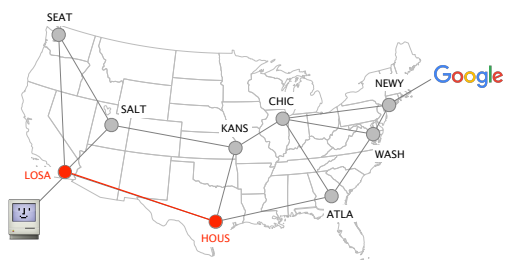 SEAT
Google
NEWY
CHIC
SALT
KANS
WASH
LOSA
ATLA
HOUS